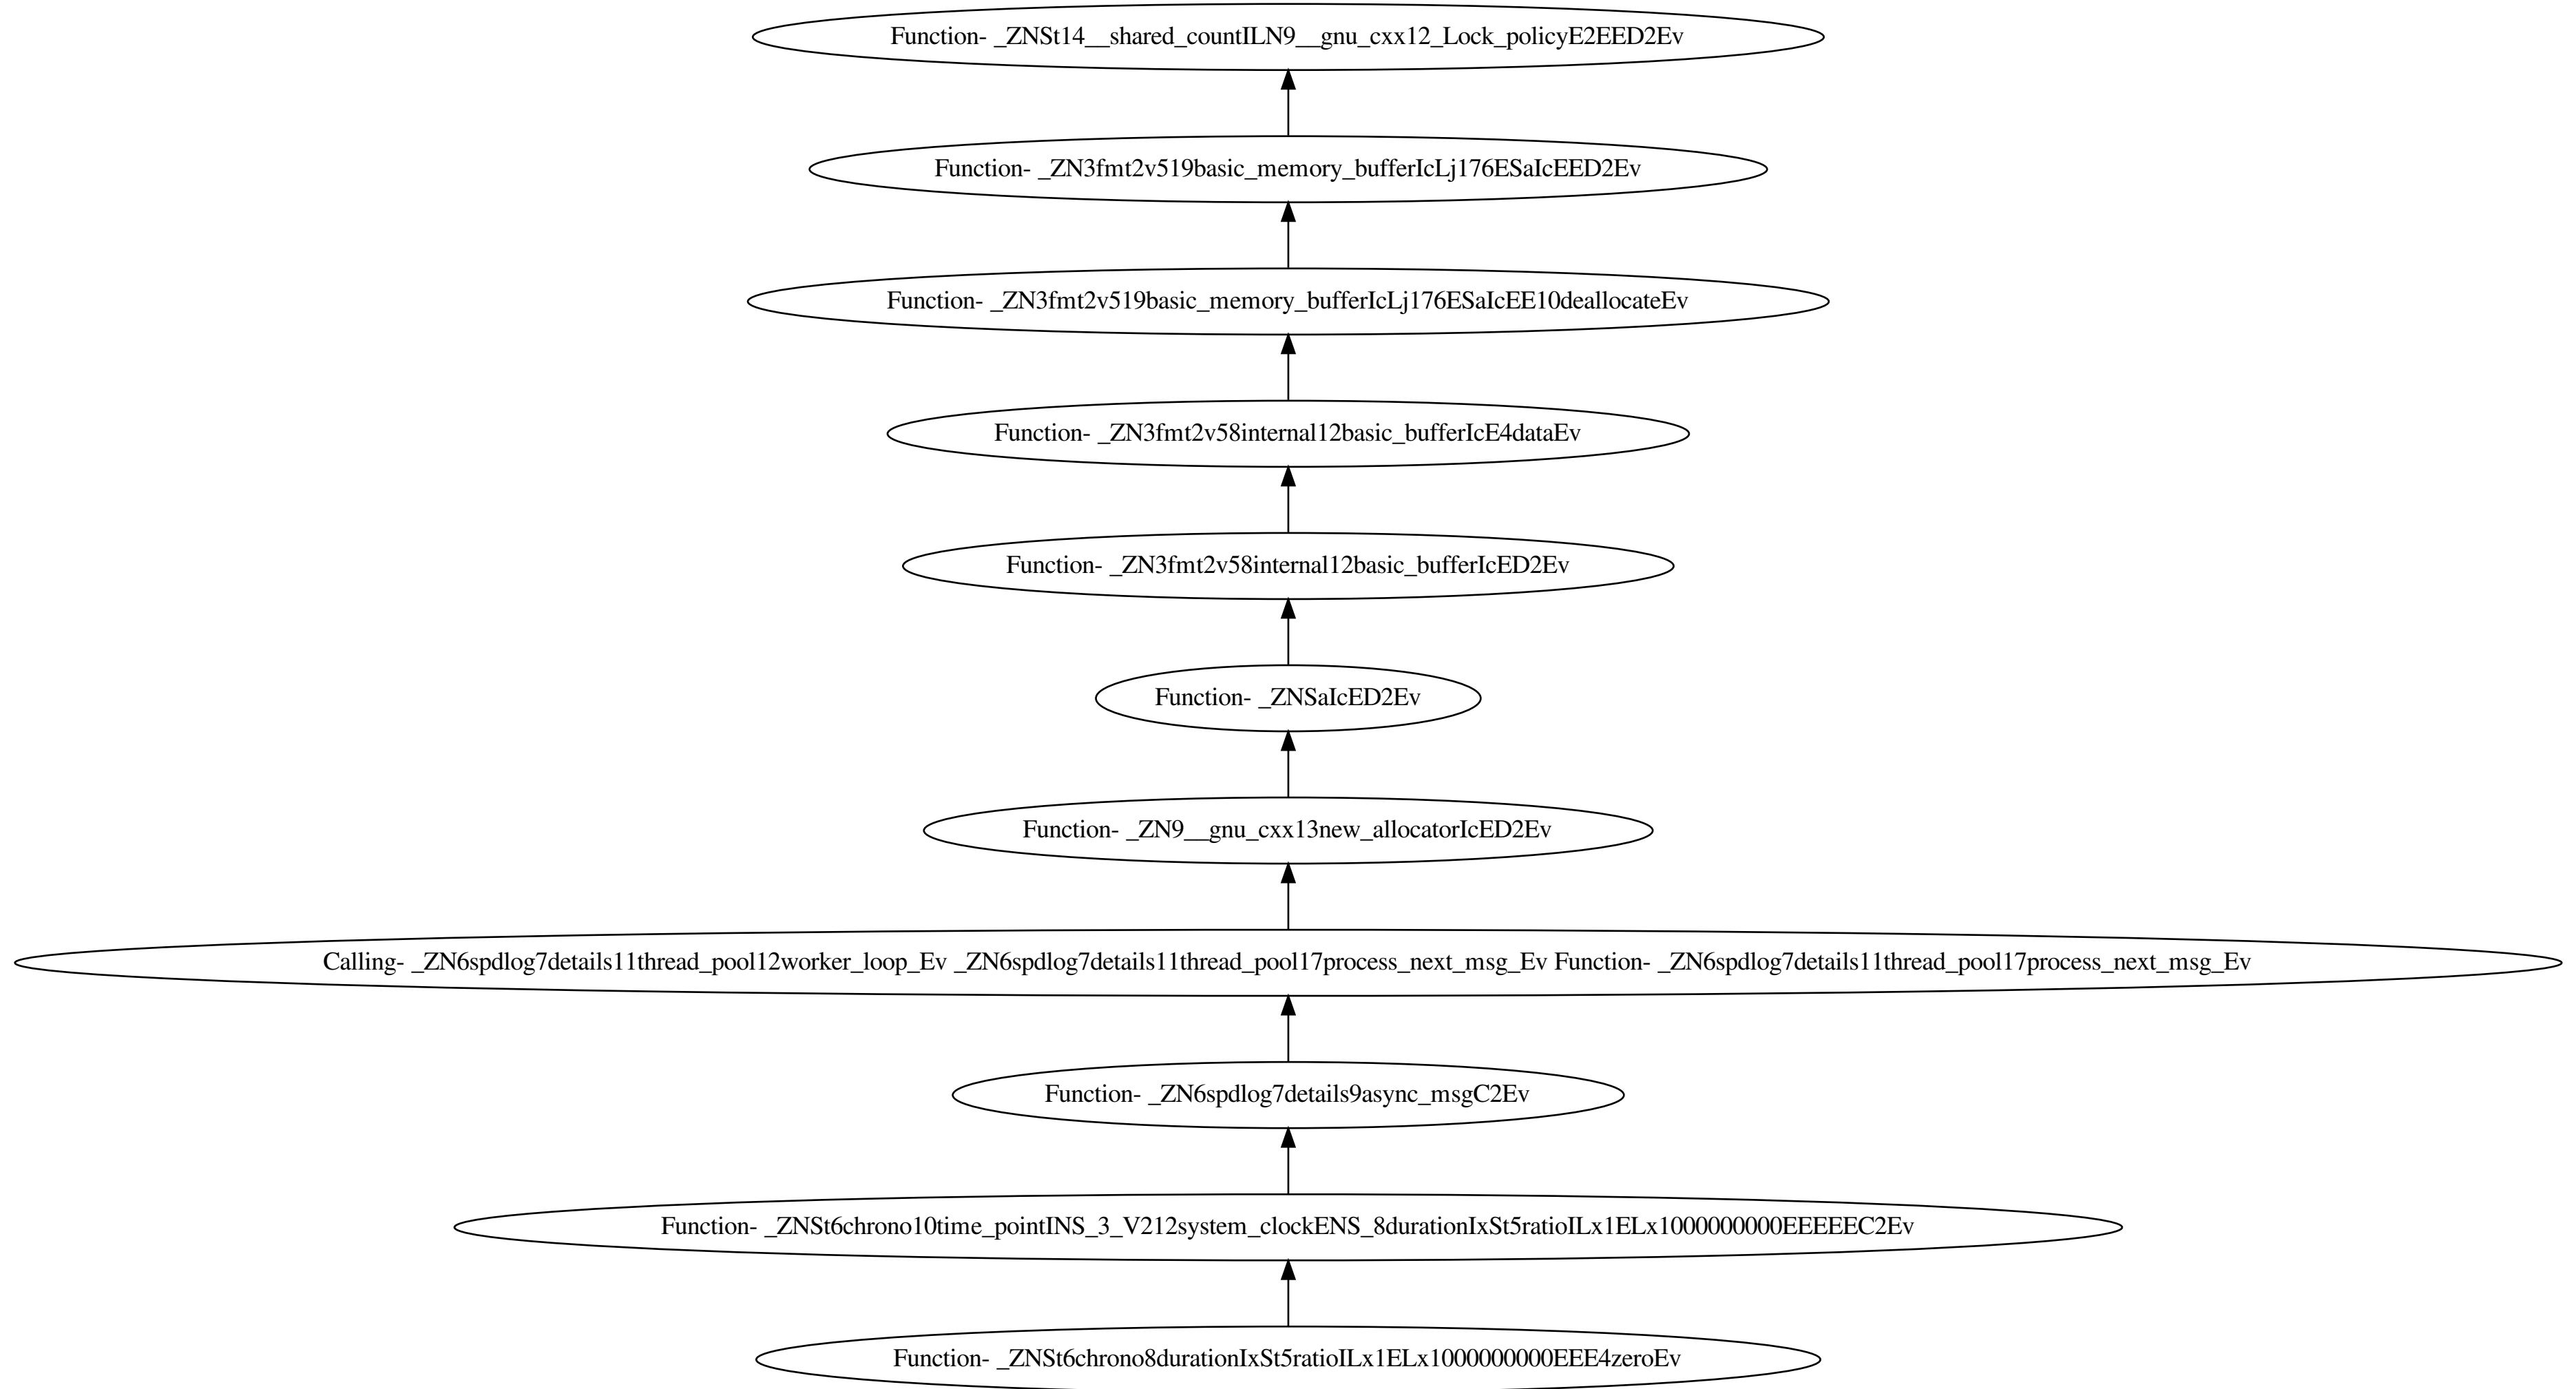 Function- _ZNSt14__shared_countILN9__gnu_cxx12_Lock_policyE2EED2Ev
Function- _ZN3fmt2v519basic_memory_bufferIcLj176ESaIcEED2Ev
Function- _ZN3fmt2v519basic_memory_bufferIcLj176ESaIcEE10deallocateEv
Function- _ZN3fmt2v58internal12basic_bufferIcE4dataEv
Function- _ZN3fmt2v58internal12basic_bufferIcED2Ev
Function- _ZNSaIcED2Ev
Function- _ZN9__gnu_cxx13new_allocatorIcED2Ev
Calling- _ZN6spdlog7details11thread_pool12worker_loop_Ev _ZN6spdlog7details11thread_pool17process_next_msg_Ev Function- _ZN6spdlog7details11thread_pool17process_next_msg_Ev
Function- _ZN6spdlog7details9async_msgC2Ev
Function- _ZNSt6chrono10time_pointINS_3_V212system_clockENS_8durationIxSt5ratioILx1ELx1000000000EEEEEC2Ev
Function- _ZNSt6chrono8durationIxSt5ratioILx1ELx1000000000EEE4zeroEv